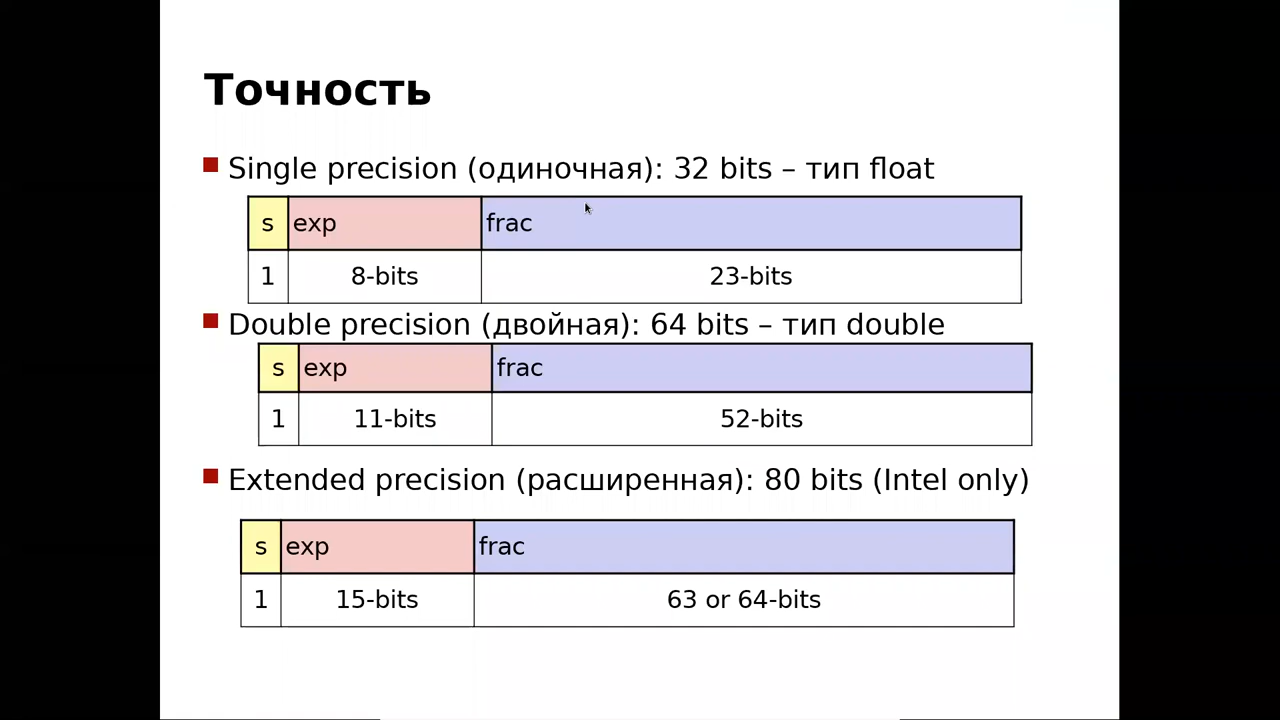 Точность
Single precision (одиночная): 32 bits – тип float
s exp frac
1 8-bits 23-bits
Double precision (двойная): 64 bits – тип double
s exp frac
1 11-bits 52-bits
Extended precision (расширенная): 80 bits (Intel only)
s exp frac
1 15-bits 63 or 64-bits